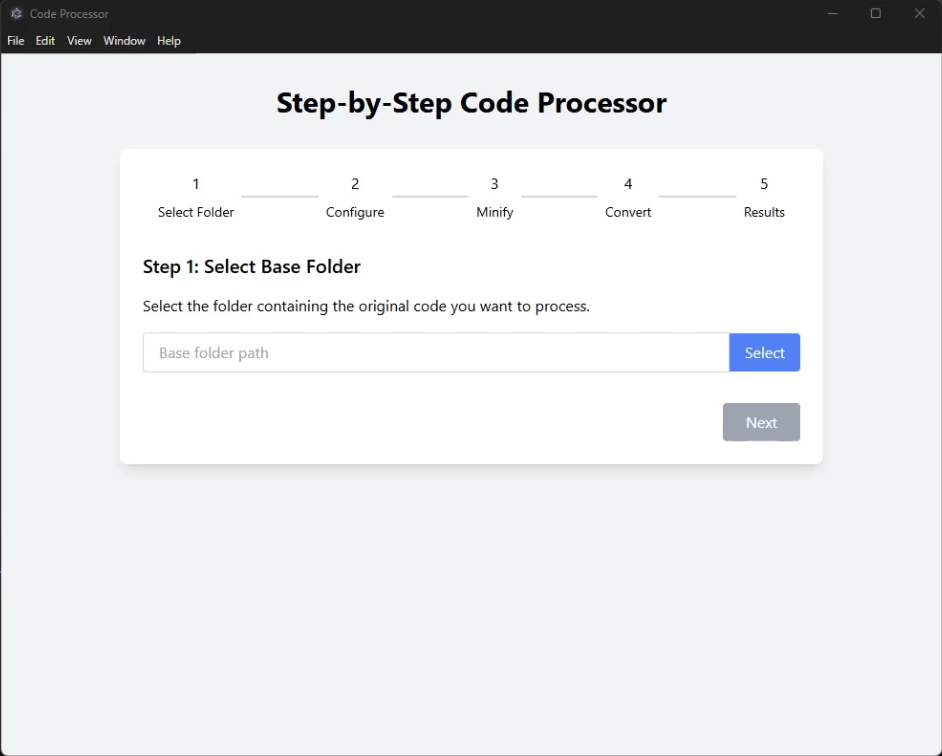 Code Processor
File Edit View Window Help
Step-by-Step Code Processor
1 2 3 4 5
Select Folder Configure Minify Convert Results
Step 1: Select Base Folder
Select the folder containing the original code you want to process.
Base folder path Select
Next